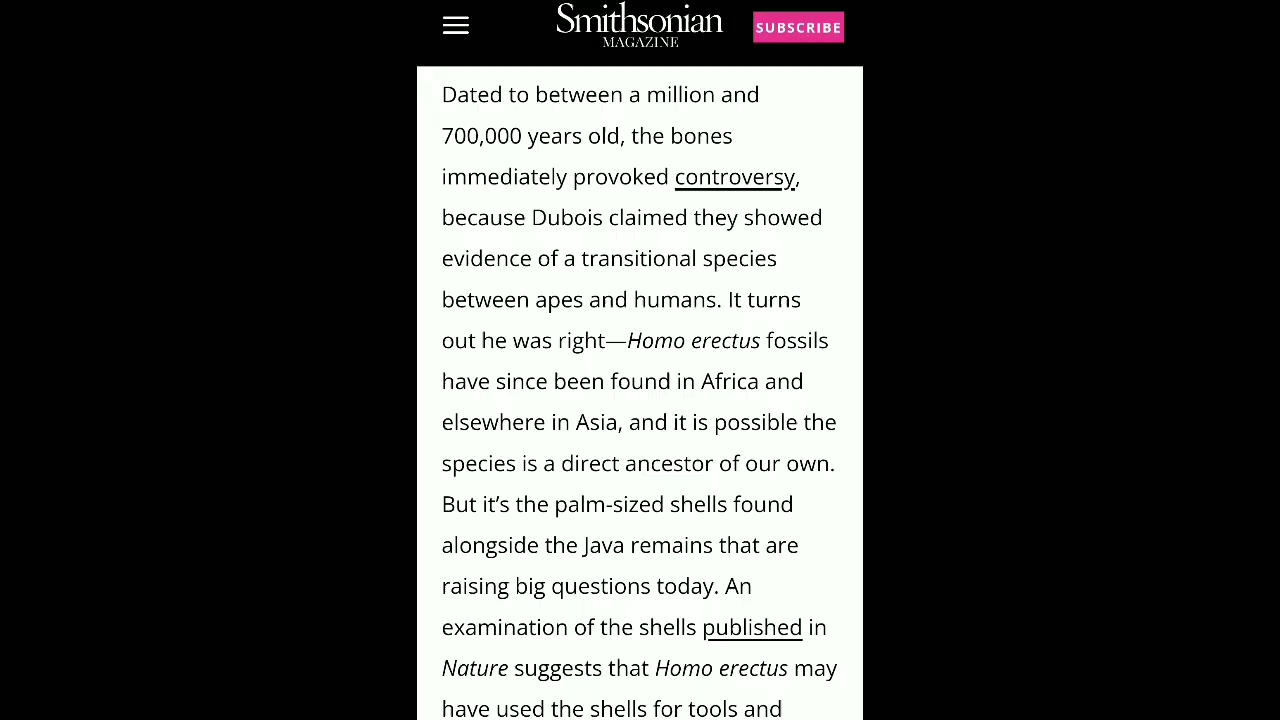 Smithsonian
MAGAZINE
SUBSCRIBE
Dated to between a million and
700,000 years old, the bones
immediately provoked controversy,
because Dubois claimed they showed
evidence of a transitional species
between apes and humans. It turns
out he was right—Homo erectus fossils
have since been found in Africa and
elsewhere in Asia, and it is possible the
species is a direct ancestor of our own.
But it’s the palm-sized shells found
alongside the Java remains that are
raising big questions today. An
examination of the shells published in
Nature suggests that Homo erectus may
have used the shells for tools and